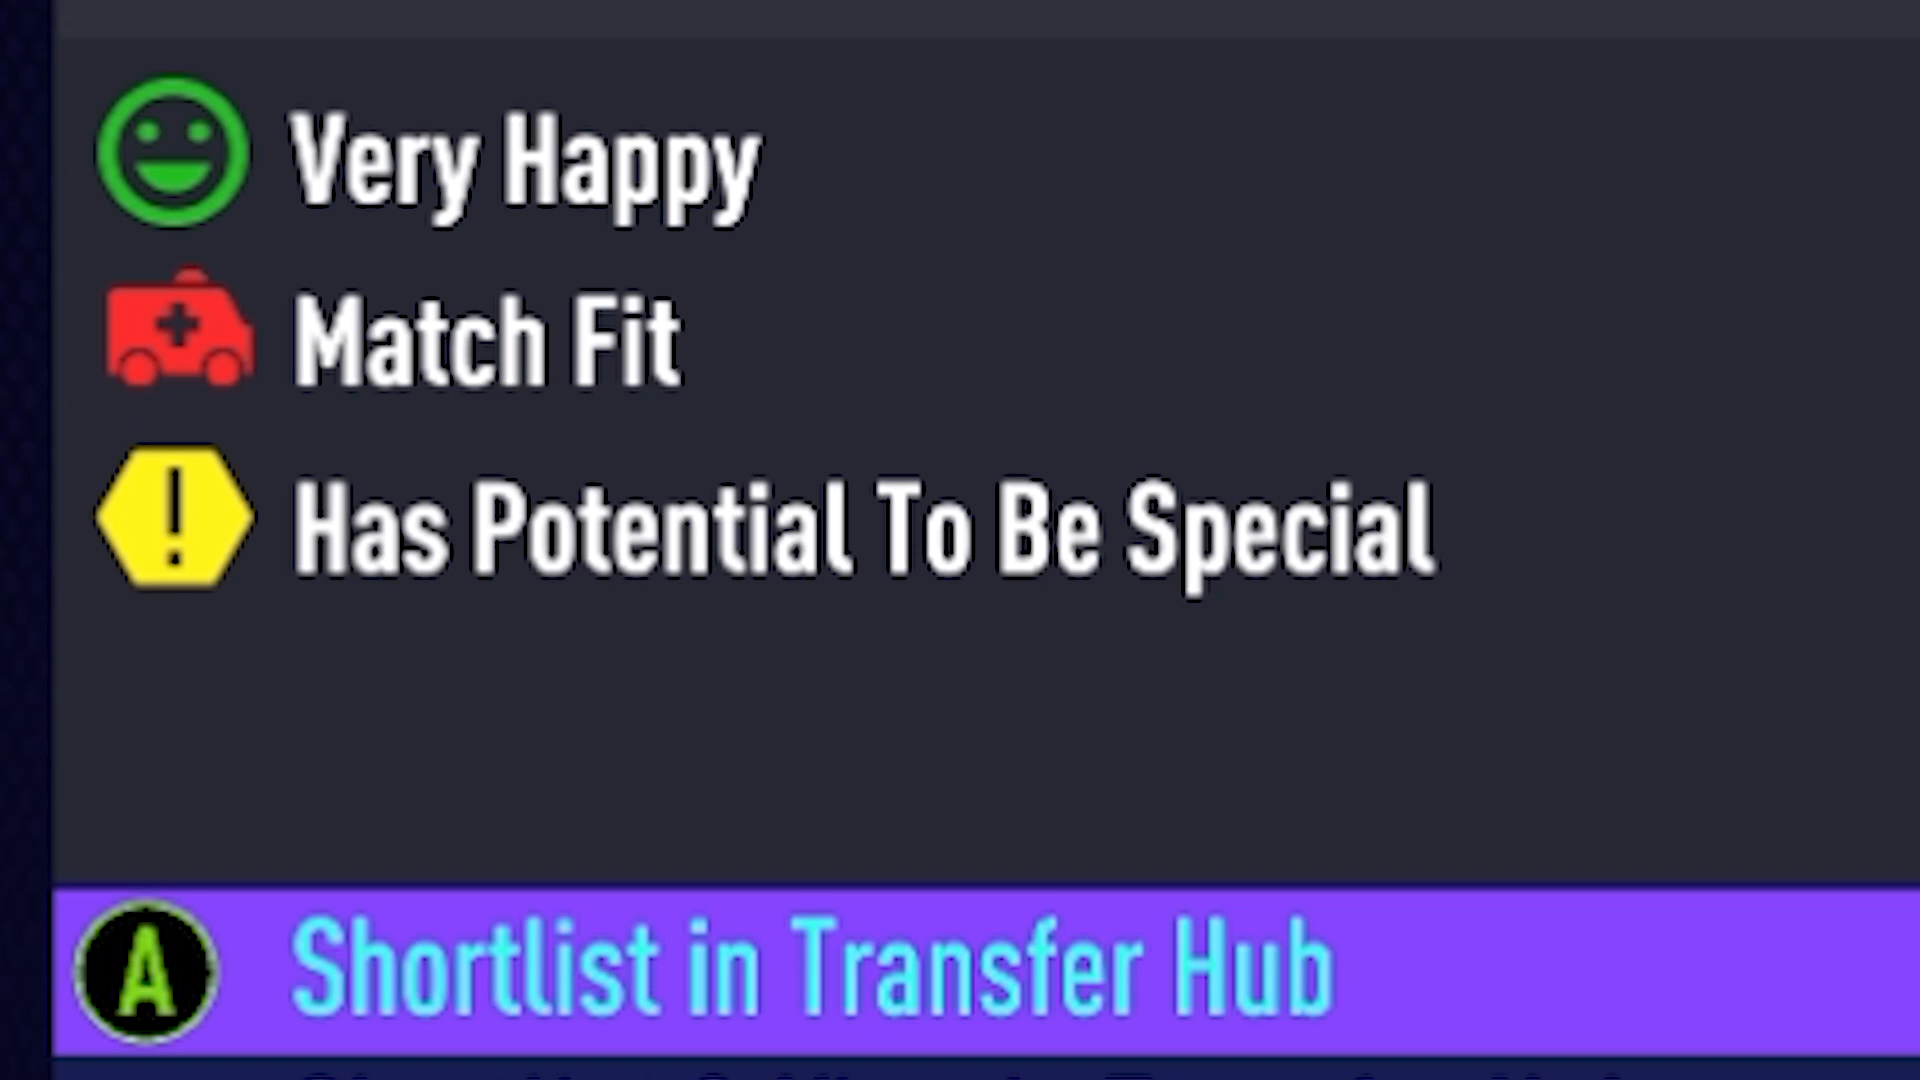 Very Happy
Match Fit
! Has Potential To Be Special
A Shortlist in Transfer Hub